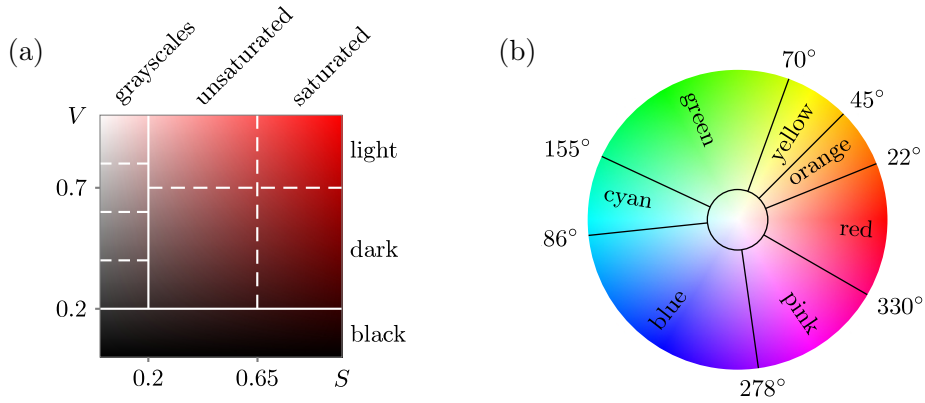 (a)
grayscales
unsaturated
saturated
V
0.7
0.2
light
dark
black
0.2
0.65
S
(b)
70°
45°
22°
330°
278°
86°
155°
green
yellow
orange
red
pink
blue
cyan